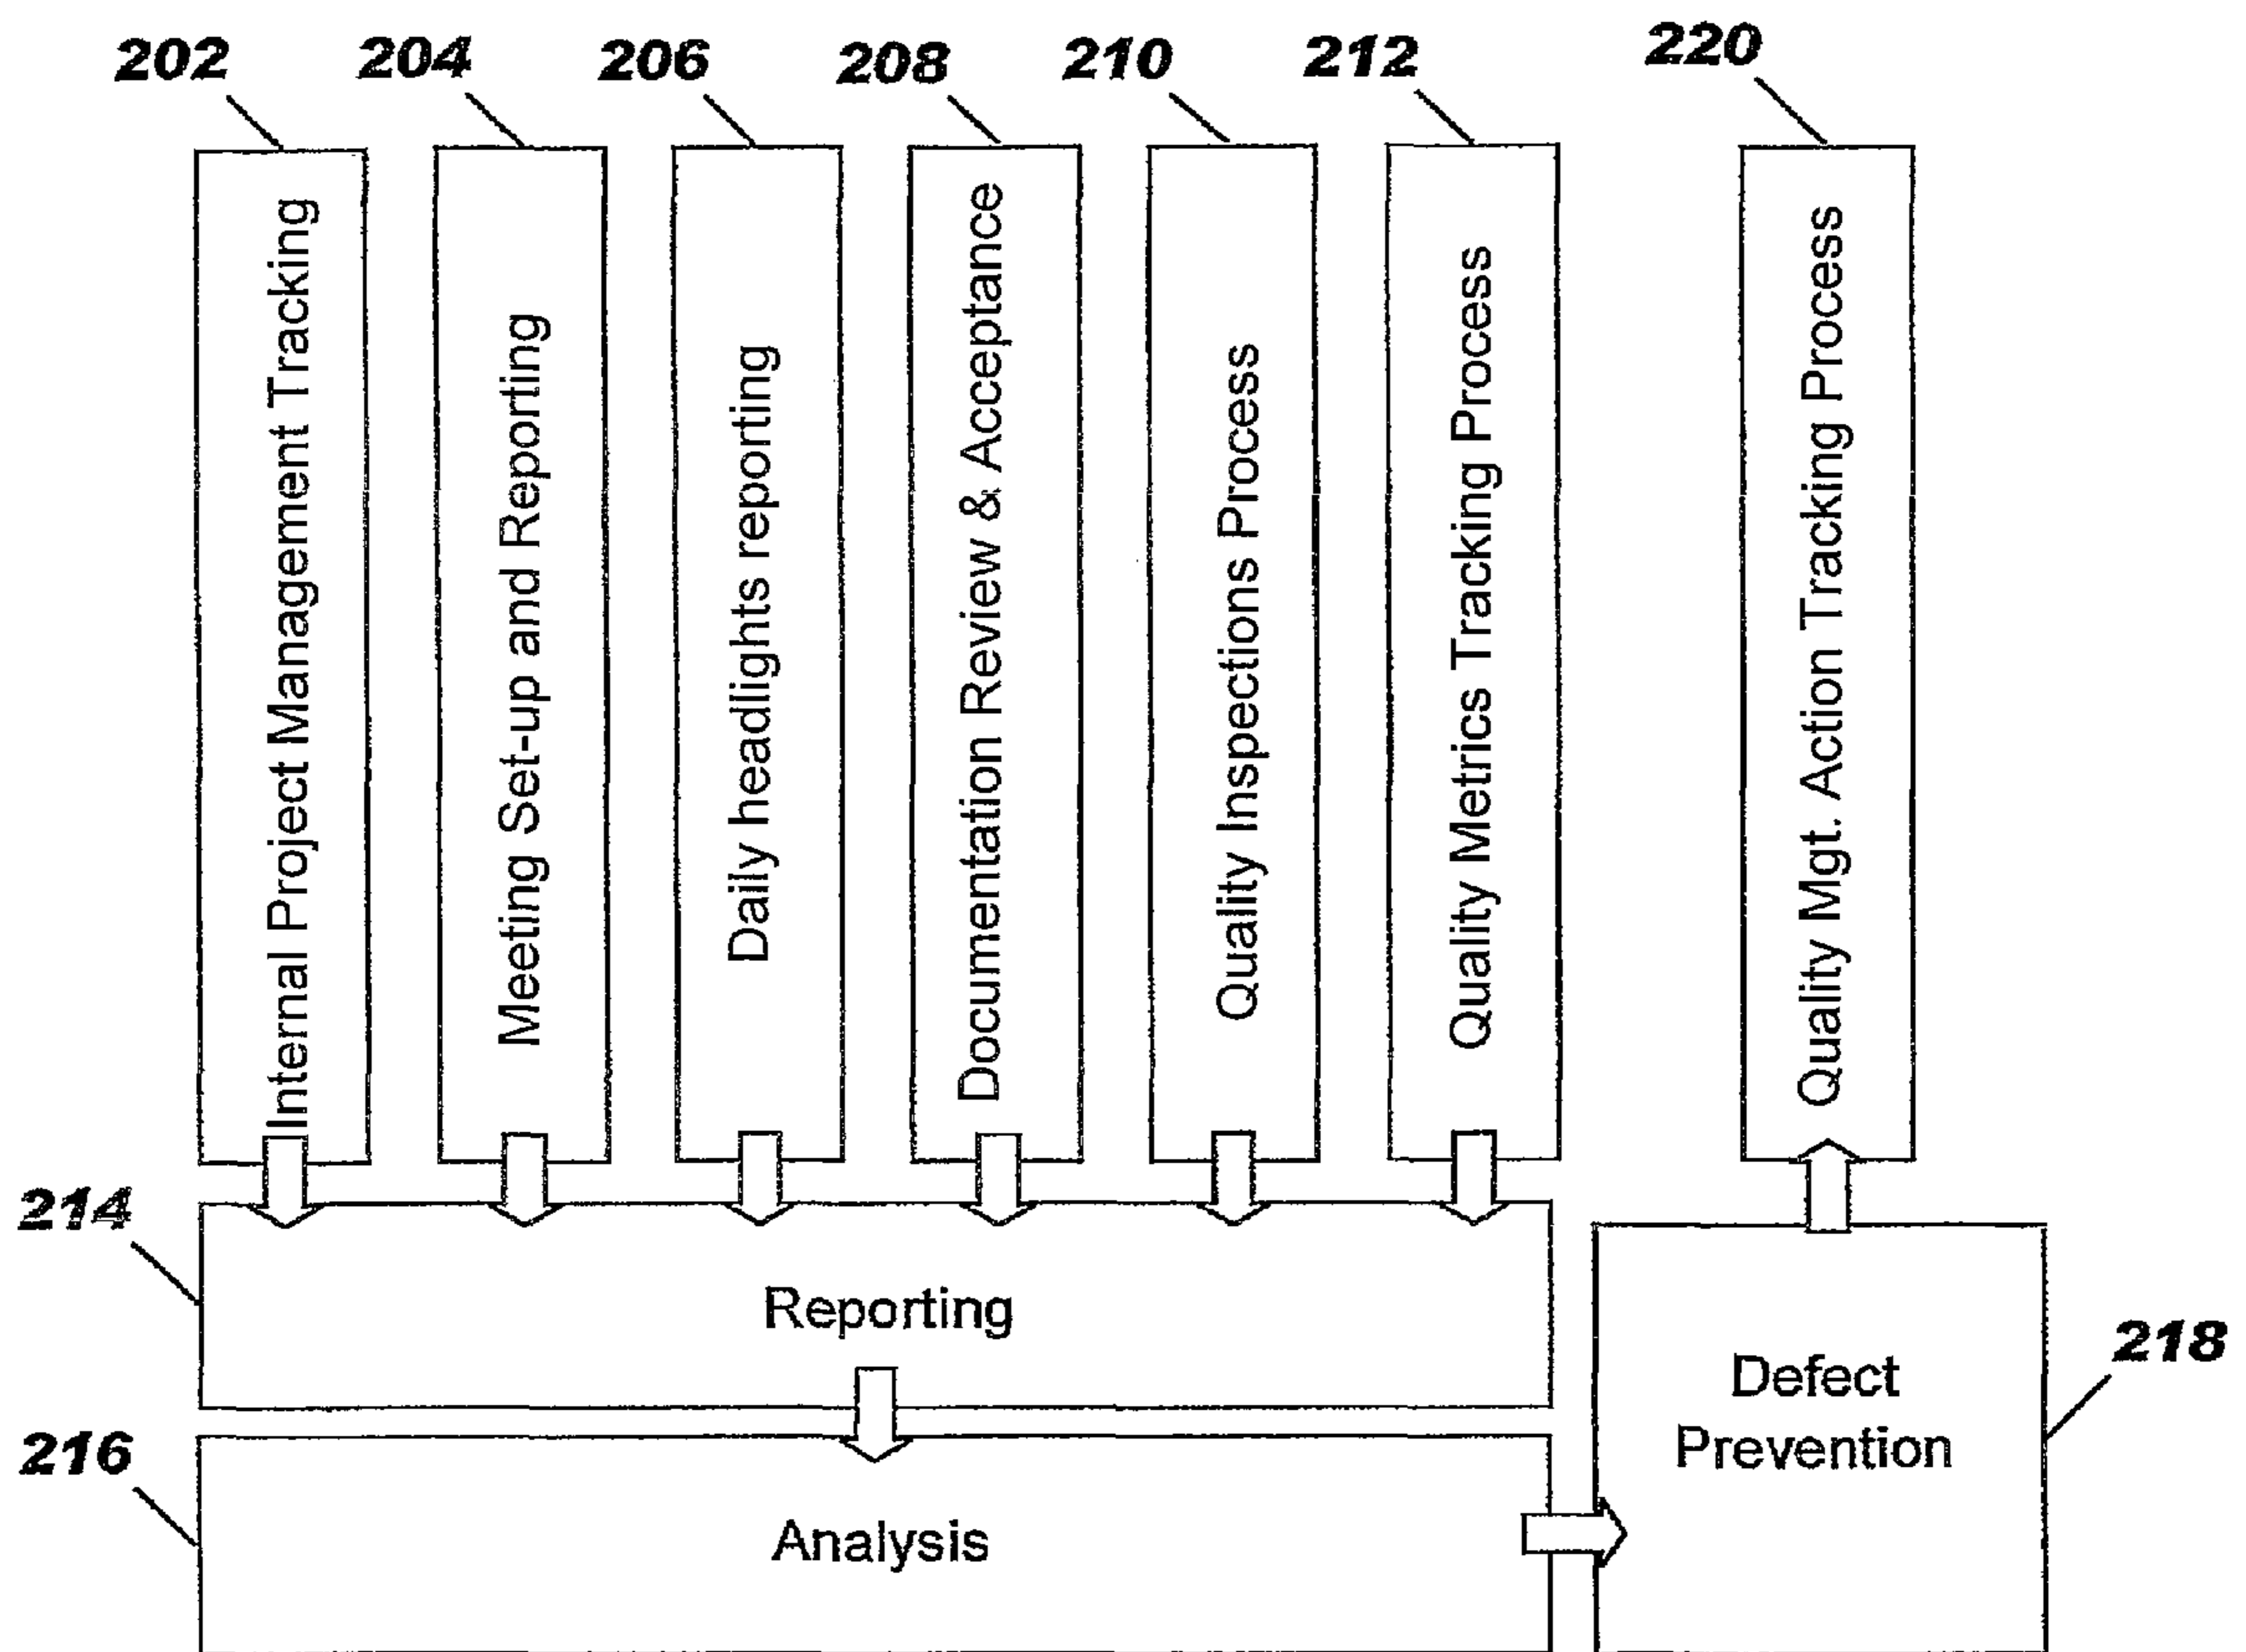 202 204 206 208 210 212 220
Internal Project Management Tracking
Meeting Set-up and Reporting
Daily headlights reporting
Documentation Review & Acceptance
Quality Inspections Process
Quality Metrics Tracking Process
Quality Mgt. Action Tracking Process
214
Reporting
218
Defect
Prevention
216
Analysis